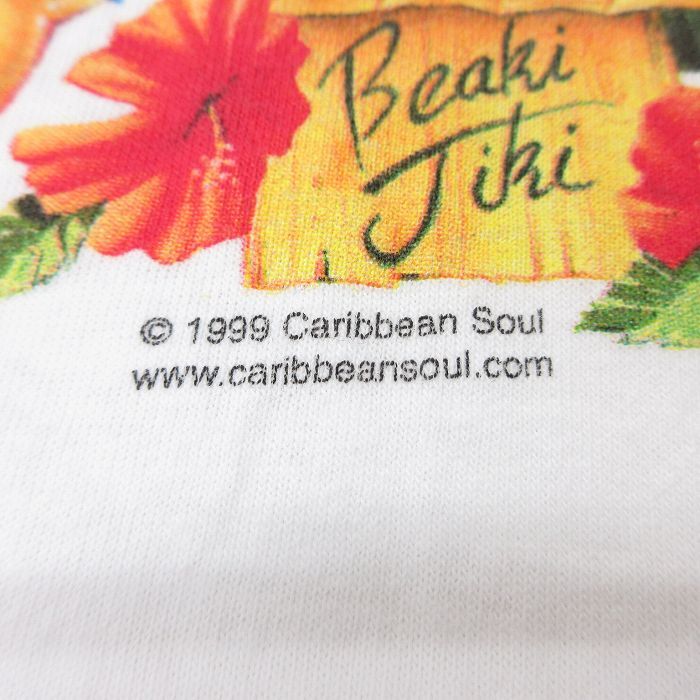 Beaki
Tiki
© 1999 Caribbean Soul
www.caribbeansoul.com